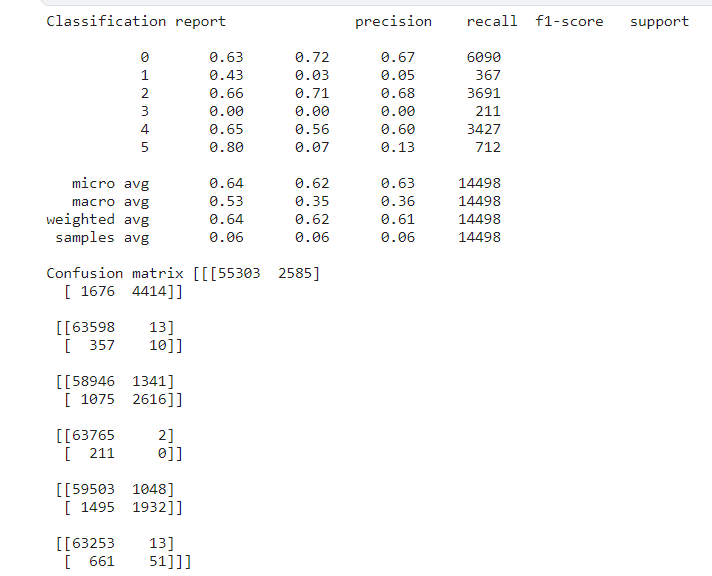 Classification report               precision    recall  f1-score   support

           0       0.63      0.72      0.67      6090
           1       0.43      0.03      0.05       367
           2       0.66      0.71      0.68      3691
           3       0.00      0.00      0.00       211
           4       0.65      0.56      0.60      3427
           5       0.80      0.07      0.13       712

   micro avg       0.64      0.62      0.63     14498
   macro avg       0.53      0.35      0.36     14498
weighted avg       0.64      0.62      0.61     14498
 samples avg       0.06      0.06      0.06     14498

Confusion matrix [[[55303  2585]
  [ 1676  4414]]

 [[63598    13]
  [  357    10]]

 [[58946  1341]
  [ 1075  2616]]

 [[63765     2]
  [  211     0]]

 [[59503  1048]
  [ 1495  1932]]

 [[63253    13]
  [  661    51]]]